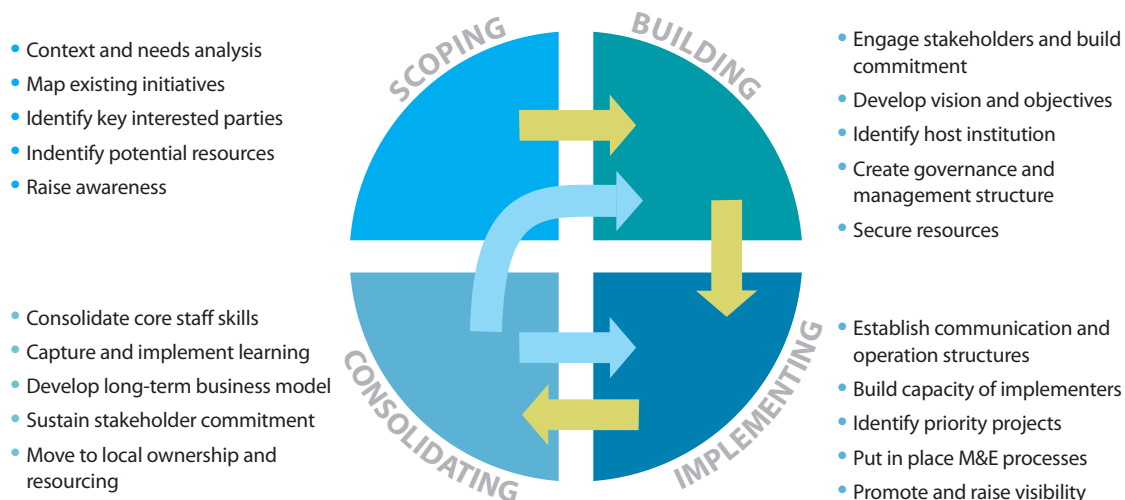 SCOPING
• Context and needs analysis
• Map existing initiatives
• Identify key interested parties
• Indentify potential resources
• Raise awareness
BUILDING
• Engage stakeholders and build
commitment
• Develop vision and objectives
• Identify host institution
• Create governance and
management structure
• Secure resources
CONSOLIDATING
• Consolidate core staff skills
• Capture and implement learning
• Develop long-term business model
• Sustain stakeholder commitment
• Move to local ownership and
resourcing
IMPLEMENTING
• Establish communication and
operation structures
• Build capacity of implementers
• Identify priority projects
• Put in place M&E processes
• Promote and raise visibility